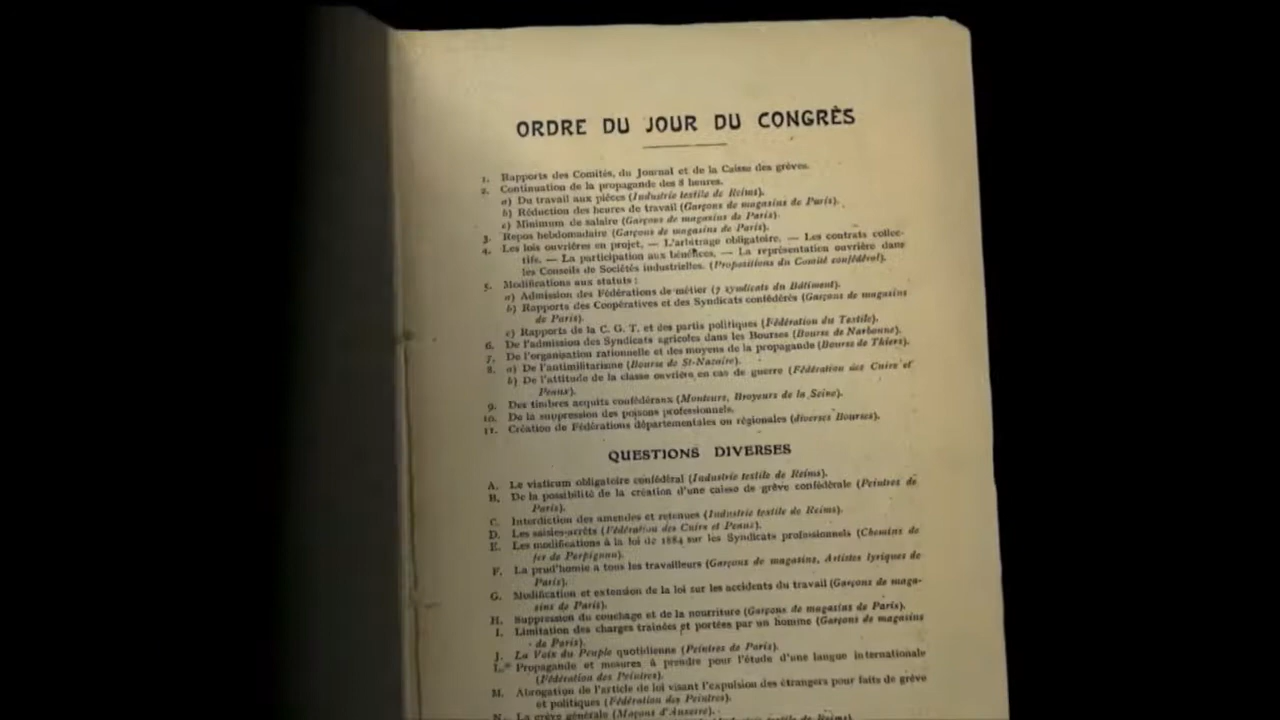 ORDRE DU JOUR DU CONGRÈS
1. Rapports des Comités, du Journal et de la Caisse des grèves.
2. Continuation de la propagande des 8 heures.
a) Du travail aux pièces (Industrie textile de Reims).
b) Réduction des heures de travail (Garçons de magasins de Paris).
c) Minimum de salaire (Garçons de magasins de Paris).
3. Repos hebdomadaire (Garçons de magasins de Paris).
4. Les lois ouvrières en projet. — L'arbitrage obligatoire. — Les contrats collec-
tifs. — La participation aux bénéfices. — La représentation ouvrière dans
les Conseils de Sociétés industrielles. (Propositions du Comité confédéral).
5. Modifications aux statuts :
a) Admission des Fédérations de métier (7 syndicats du Bâtiment).
b) Rapports des Coopératives et des Syndicats confédérés (Garçons de magasins
de Paris).
c) Rapports de la C. G. T. et des partis politiques (Fédération du Textile).
6. De l'admission des Syndicats agricoles dans les Bourses (Bourse de Narbonne).
7. De l'organisation rationnelle et des moyens de la propagande (Bourse de Thiers).
8. a) De l'antimilitarisme (Bourse de St-Nazaire).
b) De l'attitude de la classe ouvrière en cas de guerre (Fédération des Cuirs et
Peaux).
9. Des timbres acquits confédéraux (Monteurs, Broyeurs de la Seine).
10. De la suppression des poisons professionnels.
11. Création de Fédérations départementales ou régionales (diverses Bourses).
QUESTIONS DIVERSES
A. Le viaticum obligatoire confédéral (Industrie textile de Reims).
B. De la possibilité de la création d'une caisse de grève confédérale (Peintres de
Paris).
C. Interdiction des amendes et retenues (Industrie textile de Reims).
D. Les saisies-arrêts (Fédération des Cuirs et Peaux).
E. Les modifications à la loi de 1884 sur les Syndicats professionnels (Chemins de
fer de Perpignan).
F. La prud'homie à tous les travailleurs (Garçons de magasins, Artistes lyriques de
Paris).
G. Modification et extension de la loi sur les accidents du travail (Garçons de maga-
sins de Paris).
H. Suppression du couchage et de la nourriture (Garçons de magasins de Paris).
I. Limitation des charges traînées et portées par un homme (Garçons de magasins
de Paris).
J. La Voix du Peuple quotidienne (Peintres de Paris).
L. Propagande et mesures à prendre pour l'étude d'une langue internationale
(Fédération des Peintres).
M. Abrogation de l'article de loi visant l'expulsion des étrangers pour faits de grève
et politiques (Fédération des Peintres).
N. La grève générale (Maçons d'Auxerre).
textile de Reims).